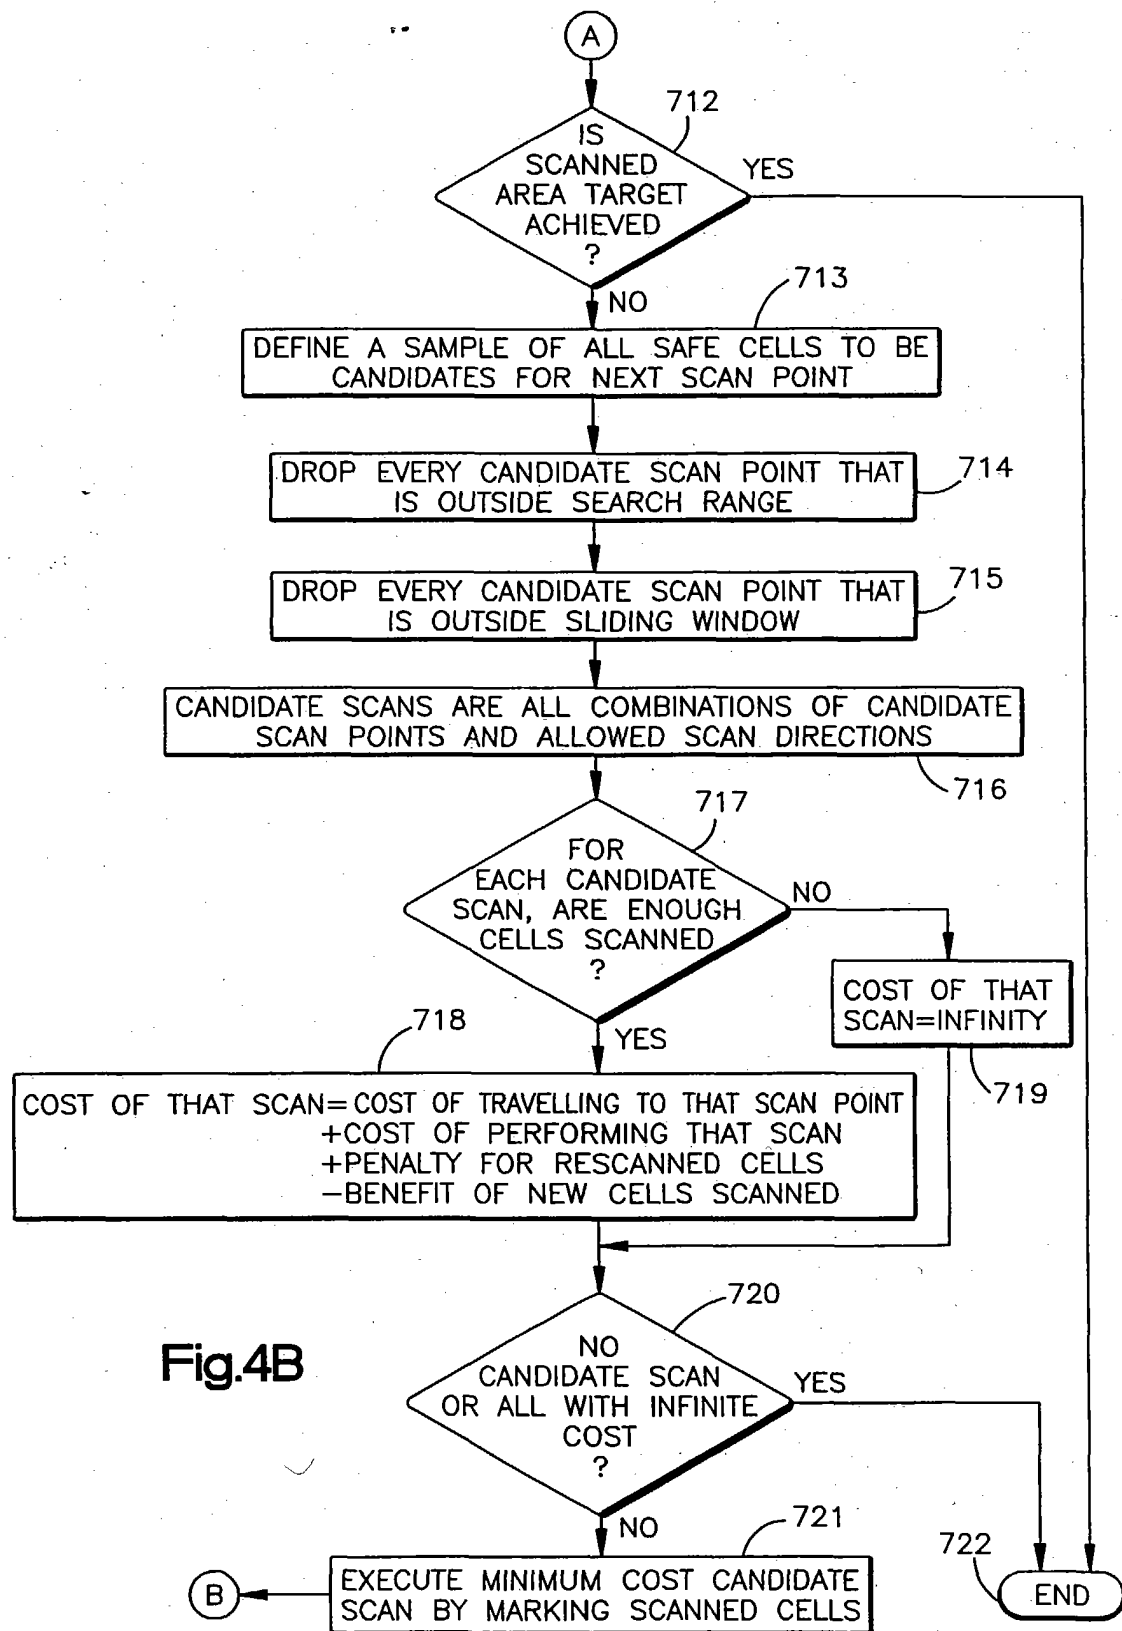 A
712
IS
SCANNED
AREA TARGET
ACHIEVED
?
YES
NO
713
DEFINE A SAMPLE OF ALL SAFE CELLS TO BE
CANDIDATES FOR NEXT SCAN POINT
DROP EVERY CANDIDATE SCAN POINT THAT
IS OUTSIDE SEARCH RANGE
714
DROP EVERY CANDIDATE SCAN POINT THAT
IS OUTSIDE SLIDING WINDOW
715
CANDIDATE SCANS ARE ALL COMBINATIONS OF CANDIDATE
SCAN POINTS AND ALLOWED SCAN DIRECTIONS
716
717
FOR
EACH CANDIDATE
SCAN, ARE ENOUGH
CELLS SCANNED
?
NO
YES
COST OF THAT
SCAN=INFINITY
719
718
COST OF THAT SCAN=COST OF TRAVELLING TO THAT SCAN POINT
+COST OF PERFORMING THAT SCAN
+PENALTY FOR RESCANNED CELLS
-BENEFIT OF NEW CELLS SCANNED
720
NO
CANDIDATE SCAN
OR ALL WITH INFINITE
COST
?
YES
NO
Fig.4B
721
EXECUTE MINIMUM COST CANDIDATE
SCAN BY MARKING SCANNED CELLS
B
722
END